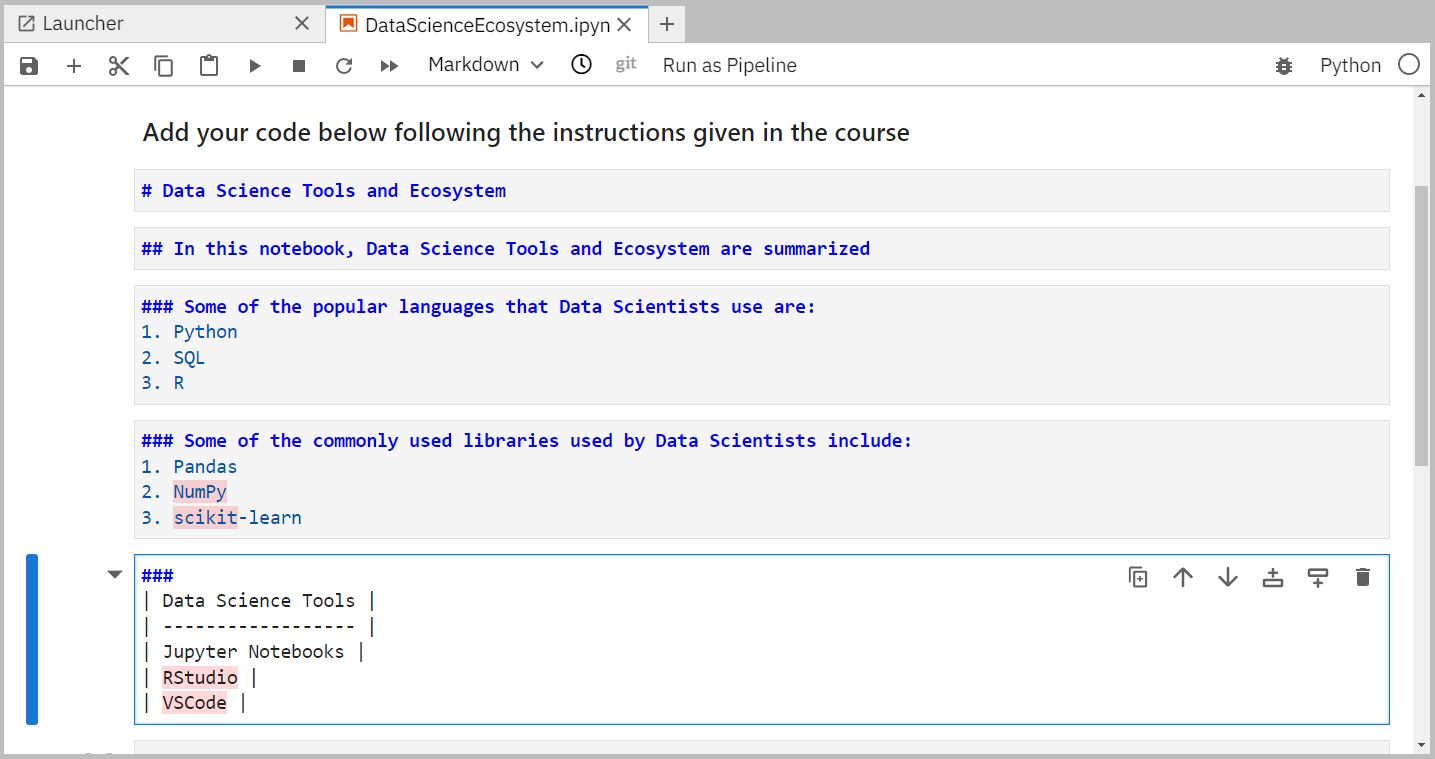 Launcher
DataScienceEcosystem.ipyn
Markdown
git
Run as Pipeline
Python
Add your code below following the instructions given in the course
# Data Science Tools and Ecosystem
## In this notebook, Data Science Tools and Ecosystem are summarized
### Some of the popular languages that Data Scientists use are:
1. Python
2. SQL
3. R
### Some of the commonly used libraries used by Data Scientists include:
1. Pandas
2. NumPy
3. scikit-learn
###
| Data Science Tools |
| ------------------ |
| Jupyter Notebooks |
| RStudio |
| VSCode |